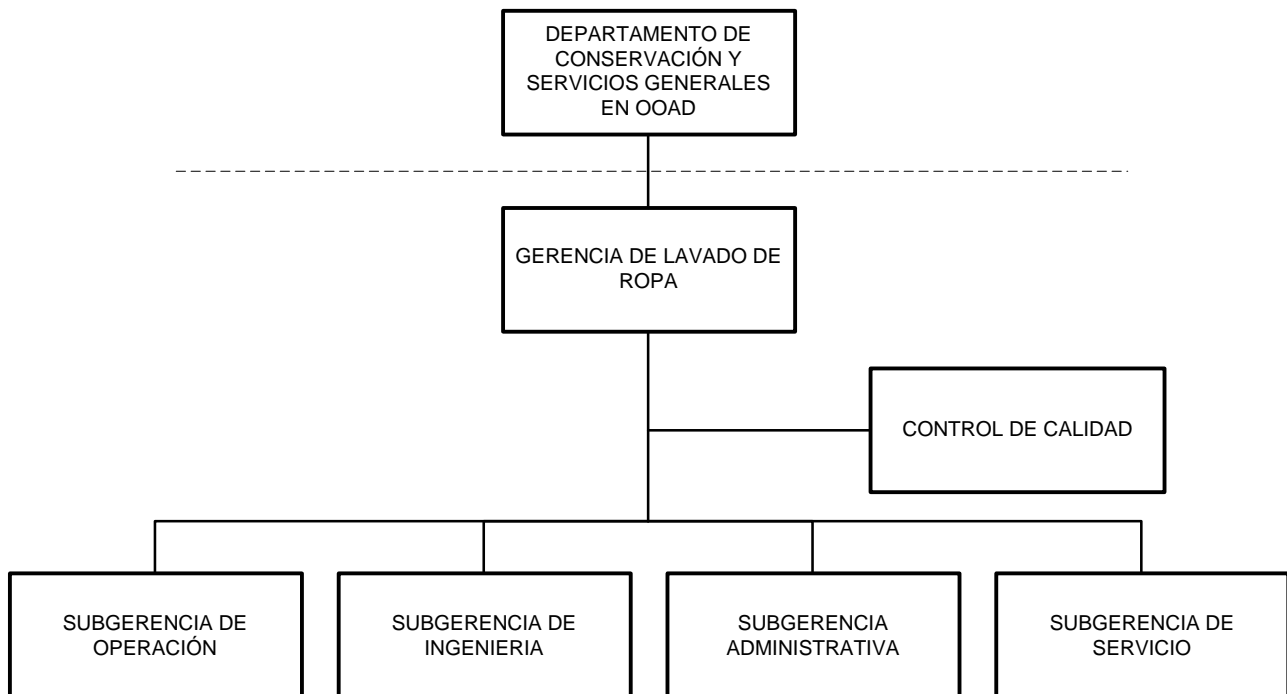 DEPARTAMENTO DE
CONSERVACIÓN Y
SERVICIOS GENERALES
EN OOAD
GERENCIA DE LAVADO DE
ROPA
CONTROL DE CALIDAD
SUBGERENCIA DE
OPERACIÓN
SUBGERENCIA DE
INGENIERIA
SUBGERENCIA
ADMINISTRATIVA
SUBGERENCIA DE
SERVICIO